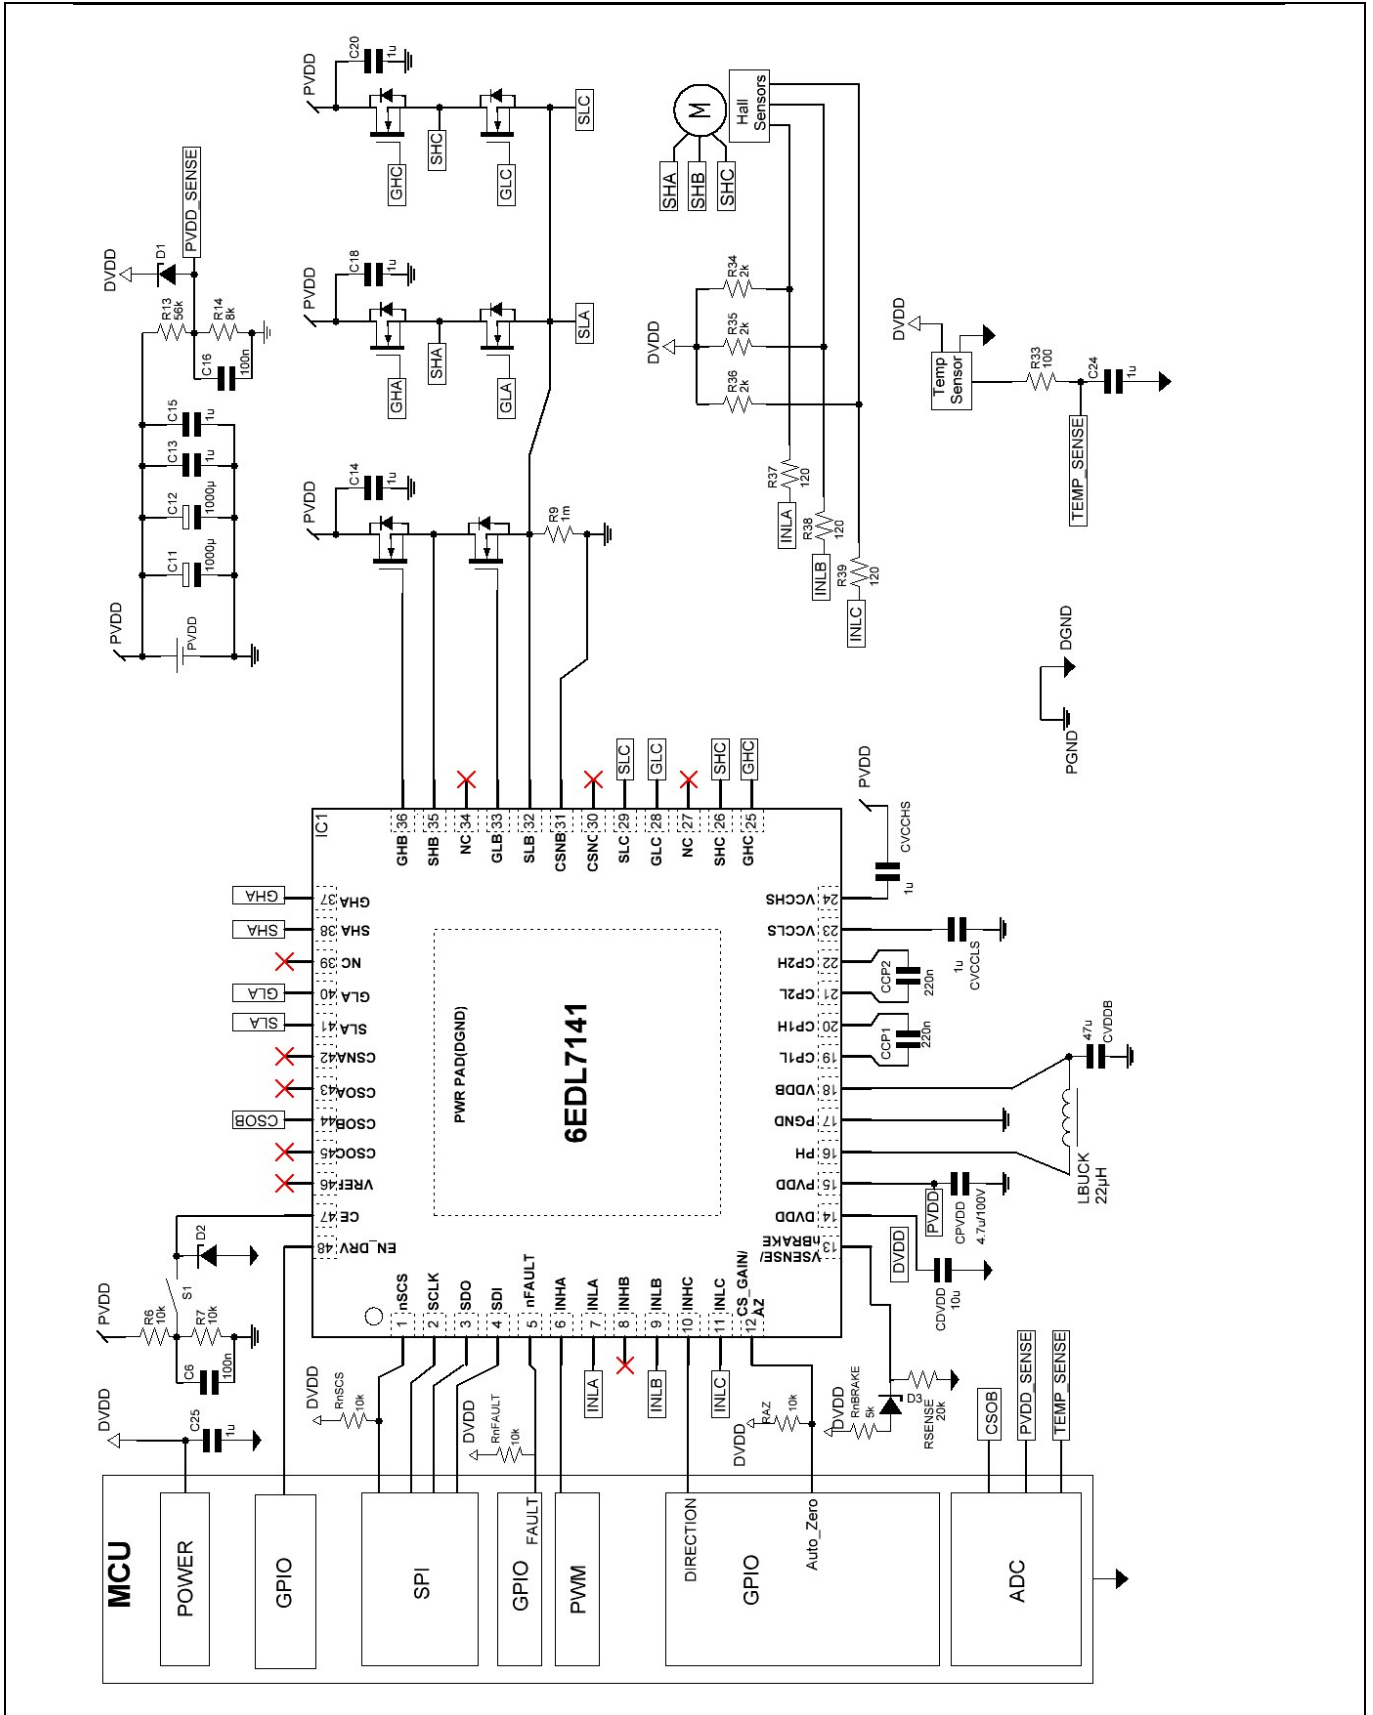 PVDD
C20
1u
GHC
SHC
GLC
SLC
PVDD
C18
1u
GHA
SHA
GLA
SLA
PVDD
C14
1u
R9
1m
DVDD
D1
PVDD_SENSE
R13
56k
R14
8k
C16
100n
C15
1u
C13
1u
C12
1000µ
C11
1000µ
PVDD
PVDD
M
Hall
Sensors
SHA
SHB
SHC
DVDD
R34
2k
R35
2k
R36
2k
R37
120
INLA
R38
120
INLB
R39
120
INLC
DVDD
Temp
Sensor
R33
100
C24
1u
TEMP_SENSE
PGND
DGND
IC1
6EDL7141
PWR PAD(DGND)
GHB 36
SHB 35
NC 34
GLB 33
SLB 32
CSNB 31
CSNC 30
SLC 29
GLC 28
NC 27
SHC 26
GHC 25
SLC
GLC
SHC
GHC
GHA
SHA
GLA
SLA
CSOB
37 GHA
38 SHA
39 NC
40 GLA
41 SLA
CSNA42
CSOA43
44 CSOB
CSOC45
VREF46
47 CE
48 EN_DRV
24 VCCHS
23 VCCLS
22 CP2H
21 CP2L
20 CP1H
19 CP1L
18 VDDB
17 PGND
16 PH
15 PVDD
14 DVDD
13 VSENSE/
nBRAKE
PVDD
CVCCHS
1u
1u
CVCCLS
CCP2
220n
CCP1
220n
47u
CVDDB
LBUCK
22µH
PVDD
CPVDD
4.7u/100V
DVDD
CDVDD
10u
1 nSCS
2 SCLK
3 SDO
4 SDI
5 nFAULT
6 INHA
7 INLA
8 INHB
9 INLB
10 INHC
11 INLC
12 CS_GAIN/
AZ
INLA
INLB
INLC
PVDD
R6
10k
R7
10k
S1
D2
C6
100n
DVDD
C25
1u
DVDD
RnSCS
10k
DVDD
RnFAULT
10k
DVDD
RAZ
10k
DVDD
RnBRAKE
5k
D3
RSENSE
20k
CSOB
PVDD_SENSE
TEMP_SENSE
MCU
POWER
GPIO
SPI
GPIO
FAULT
PWM
DIRECTION
GPIO
Auto_Zero
ADC